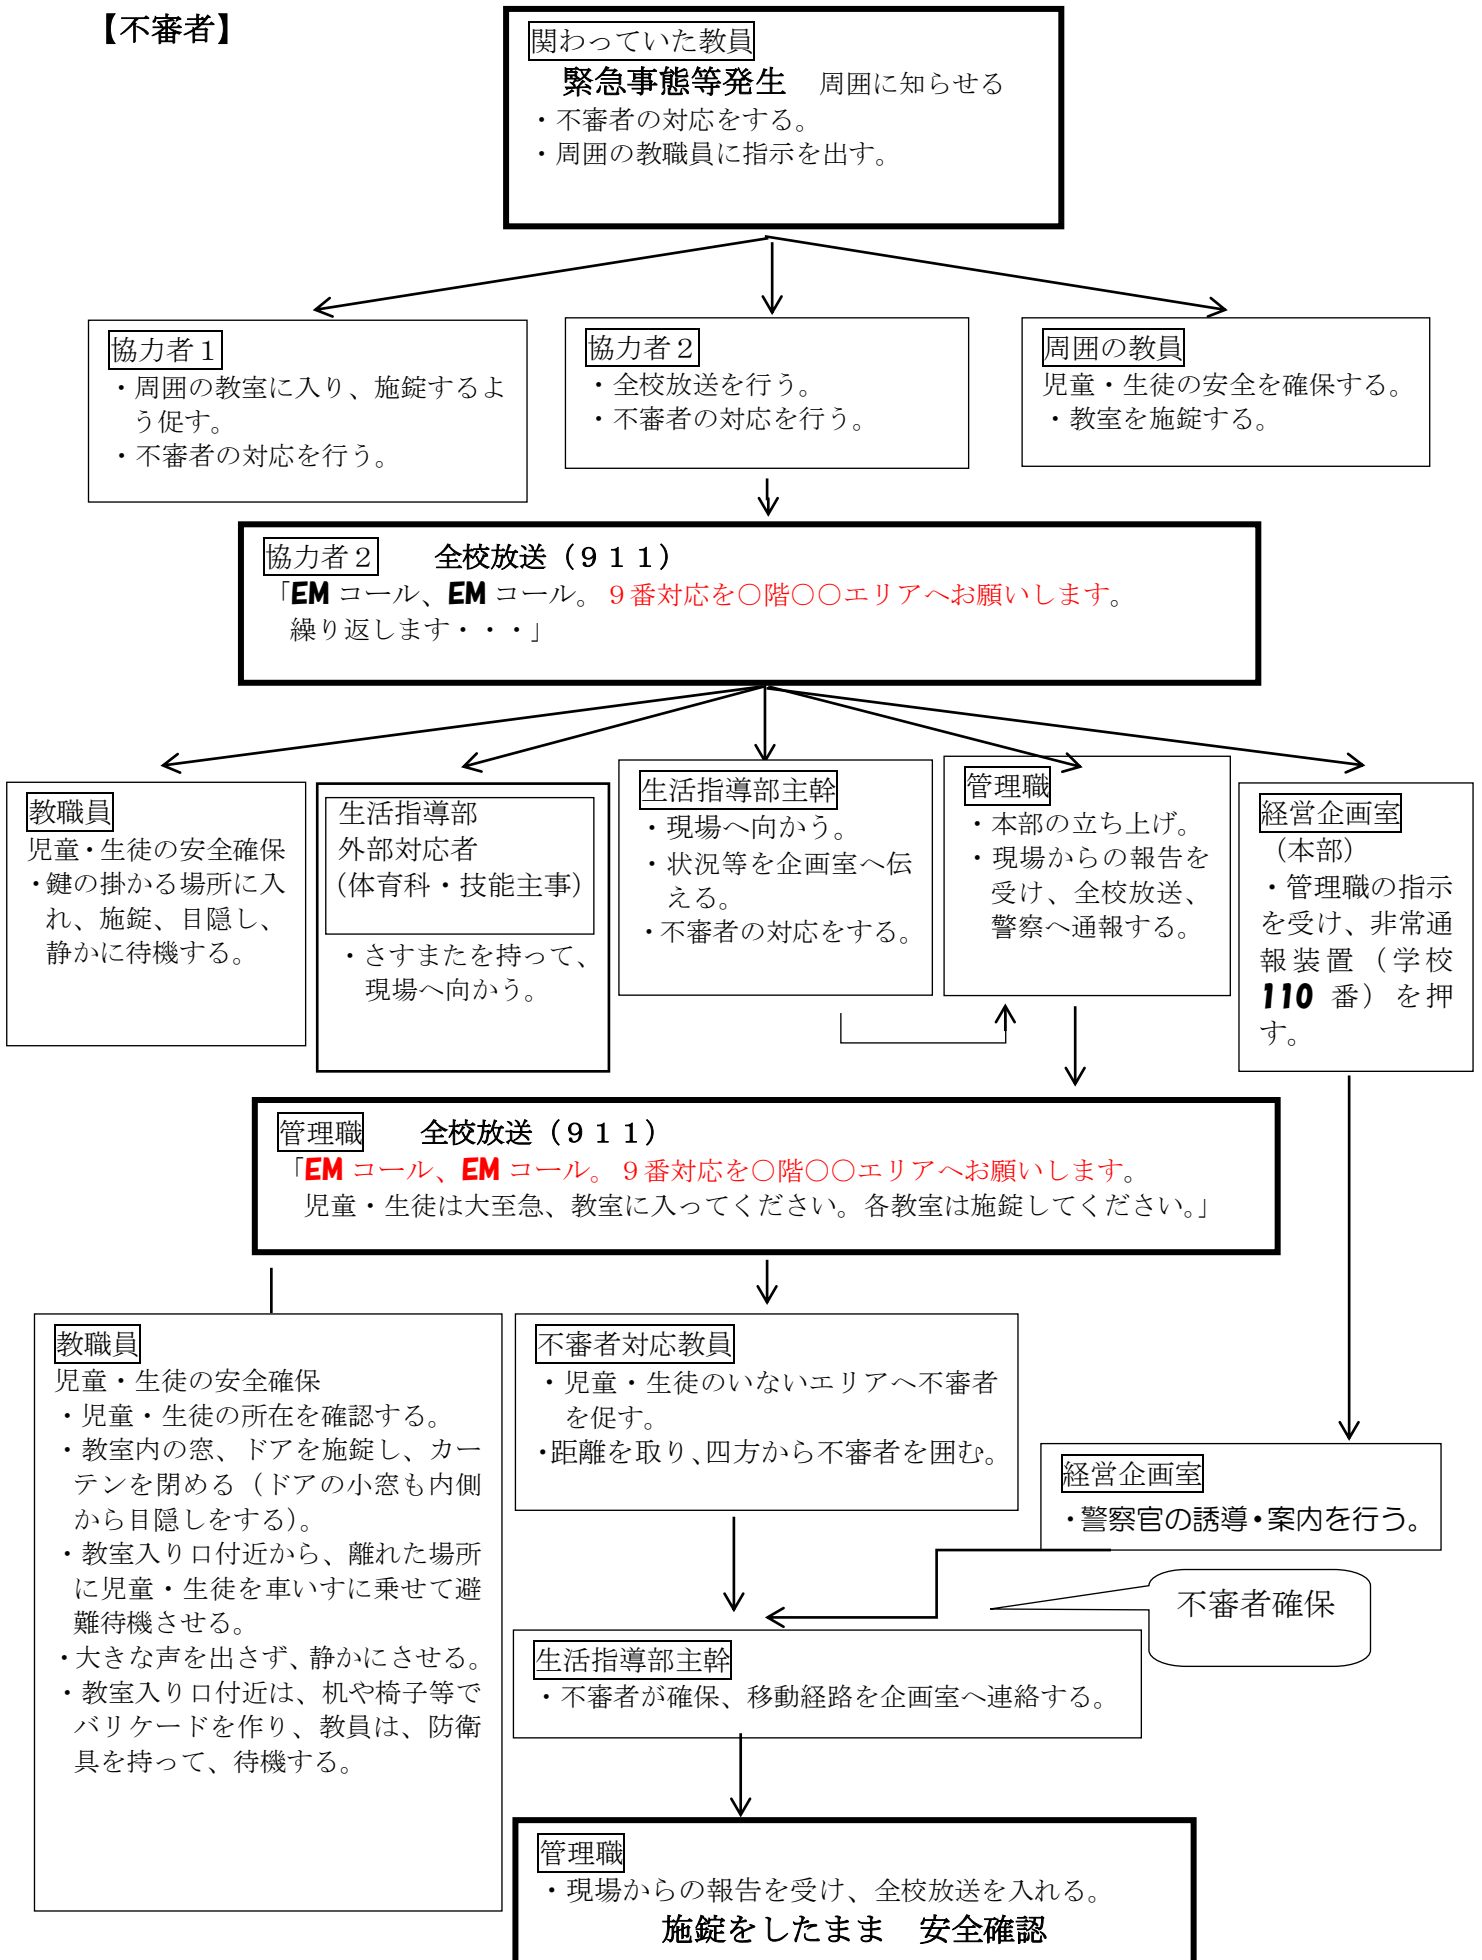 【不審者】
関わっていた教員
緊急事態等発生　周囲に知らせる
・不審者の対応をする。
・周囲の教職員に指示を出す。
協力者１
・周囲の教室に入り、施錠するよ
う促す。
・不審者の対応を行う。
協力者２
・全校放送を行う。
・不審者の対応を行う。
周囲の教員
児童・生徒の安全を確保する。
・教室を施錠する。
協力者２　全校放送（９１１）
「EM コール、EM コール。９番対応を〇階〇〇エリアへお願いします。
繰り返します・・・」
教職員
児童・生徒の安全確保
・鍵の掛かる場所に入
れ、施錠、目隠し、
静かに待機する。
生活指導部
外部対応者
（体育科・技能主事）
・さすまたを持って、
現場へ向かう。
生活指導部主幹
・現場へ向かう。
・状況等を企画室へ伝
える。
・不審者の対応をする。
管理職
・本部の立ち上げ。
・現場からの報告を
受け、全校放送、
警察へ通報する。
経営企画室
（本部）
・管理職の指示
を受け、非常通
報装置（学校
110 番）を押
す。
管理職　全校放送（９１１）
「EM コール、EM コール。９番対応を〇階〇〇エリアへお願いします。
児童・生徒は大至急、教室に入ってください。各教室は施錠してください。」
教職員
児童・生徒の安全確保
・児童・生徒の所在を確認する。
・教室内の窓、ドアを施錠し、カー
テンを閉める（ドアの小窓も内側
から目隠しをする）。
・教室入り口付近から、離れた場所
に児童・生徒を車いすに乗せて避
難待機させる。
・大きな声を出さず、静かにさせる。
・教室入り口付近は、机や椅子等で
バリケードを作り、教員は、防衛
具を持って、待機する。
不審者対応教員
・児童・生徒のいないエリアへ不審者
を促す。
・距離を取り、四方から不審者を囲む。
経営企画室
・警察官の誘導・案内を行う。
不審者確保
生活指導部主幹
・不審者が確保、移動経路を企画室へ連絡する。
管理職
・現場からの報告を受け、全校放送を入れる。
施錠をしたまま　安全確認